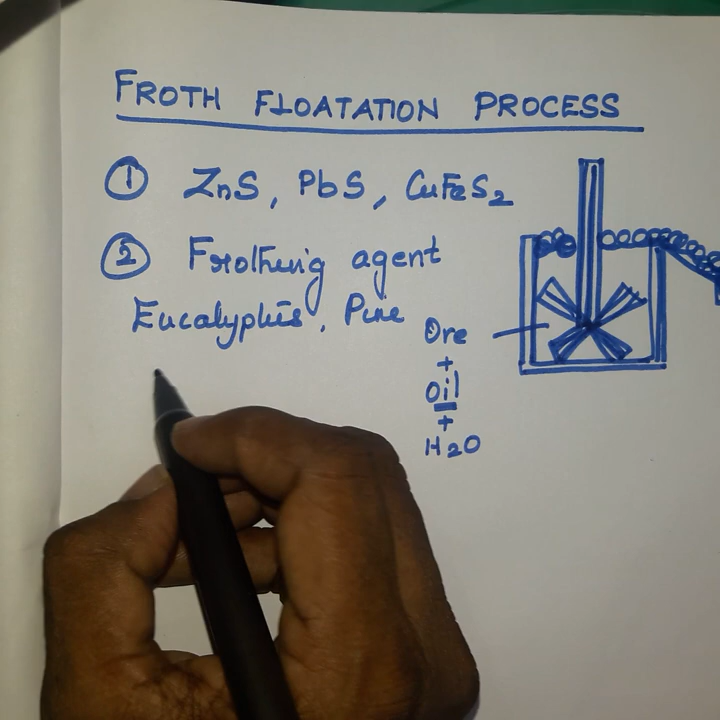 FROTH FLOATATION PROCESS
① ZnS, PbS, CuFeS₂
② Frothing agent
Eucalyptus, Pine
Ore
+
Oil
+
H₂O